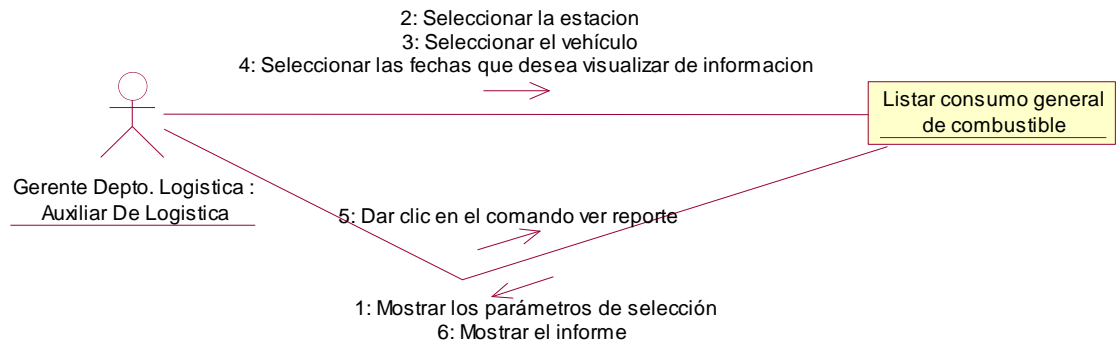 2: Seleccionar la estacion
3: Seleccionar el vehículo
4: Seleccionar las fechas que desea visualizar de informacion
Listar consumo general
de combustible
Gerente Depto. Logistica :
Auxiliar De Logistica
5: Dar clic en el comando ver reporte
1: Mostrar los parámetros de selección
6: Mostrar el informe